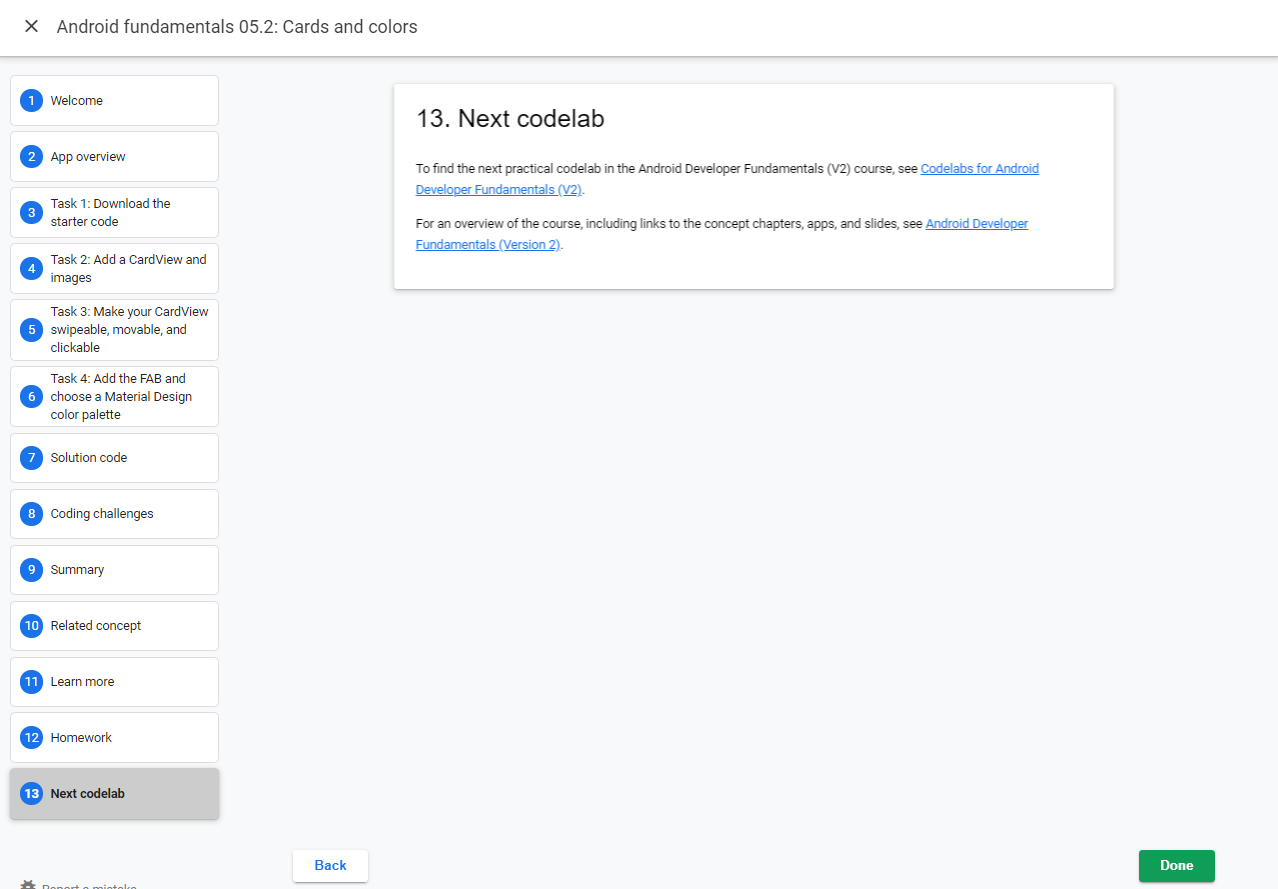 Android fundamentals 05.2: Cards and colors
1 Welcome
2 App overview
3 Task 1: Download the
starter code
4 Task 2: Add a CardView and
images
5 Task 3: Make your CardView
swipeable, movable, and
clickable
6 Task 4: Add the FAB and
choose a Material Design
color palette
7 Solution code
8 Coding challenges
9 Summary
10 Related concept
11 Learn more
12 Homework
13 Next codelab
13. Next codelab
To find the next practical codelab in the Android Developer Fundamentals (V2) course, see Codelabs for Android
Developer Fundamentals (V2).
For an overview of the course, including links to the concept chapters, apps, and slides, see Android Developer
Fundamentals (Version 2).
Back
Done
Report a mistake